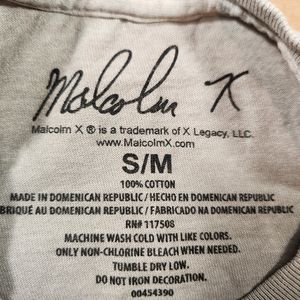 Malcolm X
Malcolm X ® is a trademark of X Legacy, LLC.
www.MalcolmX.com
S/M
100% COTTON
MADE IN DOMENICAN REPUBLIC / HECHO EN DOMENICAN REPUBLIC
BRIQUÉ AU DOMENICAN REPUBLIC / FABRICADO NA DOMENICAN REPUBLIC
RN# 117508
MACHINE WASH COLD WITH LIKE COLORS.
ONLY NON-CHLORINE BLEACH WHEN NEEDED.
TUMBLE DRY LOW.
DO NOT IRON DECORATION.
00454390